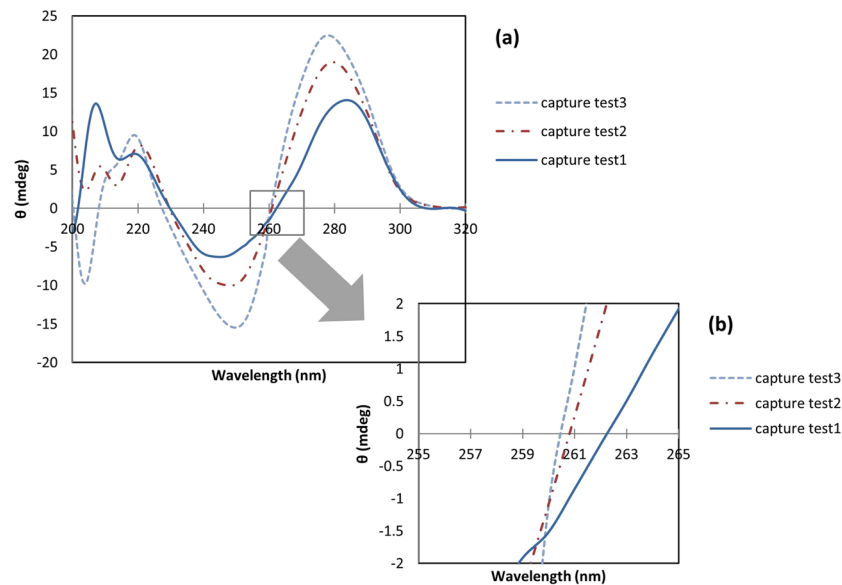 (a)
25
20
15
10
5
0
-5
-10
-15
-20
θ (mdeg)
200 220 240 260 280 300 320
Wavelength (nm)
capture test3
capture test2
capture test1
(b)
2
1.5
1
0.5
0
-0.5
-1
-1.5
-2
θ (mdeg)
255 257 259 261 263 265
Wavelength (nm)
capture test3
capture test2
capture test1